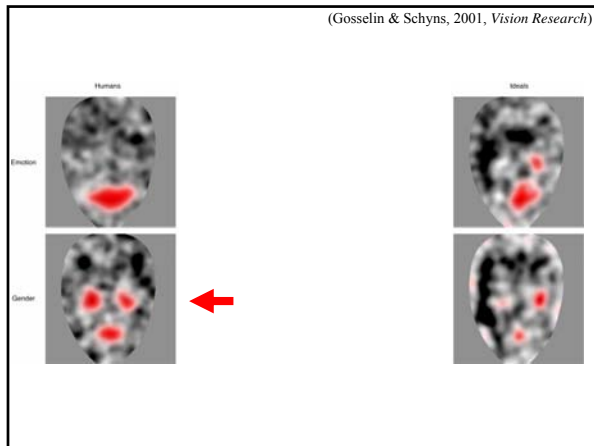 (Gosselin & Schyns, 2001, Vision Research)
Humans
Ideals
Emotion
Gender